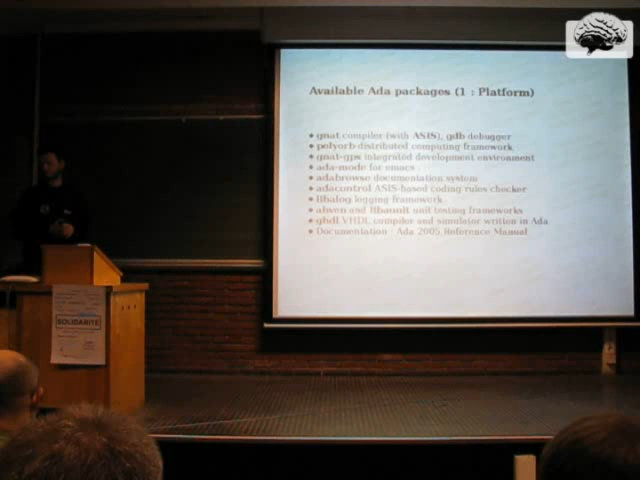 Available Ada packages (1 : Platform)
• gnat compiler (with ASIS), gdb debugger
• polyorb distributed computing framework
• gnat-gps integrated development environment
• ada-mode for emacs
• adabrowse documentation system
• adacontrol ASIS-based coding rules checker
• libalog logging framework
• ahven and libaunit unit testing frameworks
• ghdl VHDL compiler and simulator written in Ada
• Documentation : Ada 2005 Reference Manual
SOLIDARITÉ